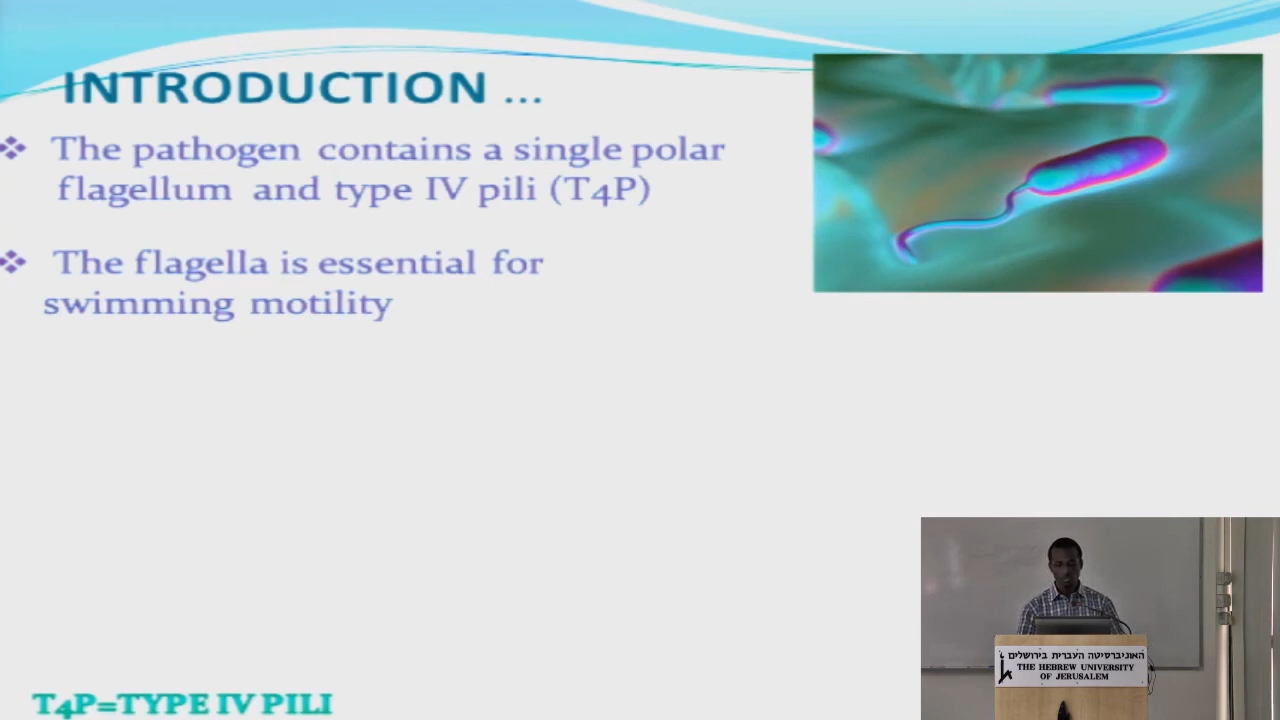 INTRODUCTION ...
❖ The pathogen contains a single polar
flagellum and type IV pili (T4P)
❖ The flagella is essential for
swimming motility
T4P=TYPE IV PILI
האוניברסיטה העברית בירושלים
THE HEBREW UNIVERSITY
OF JERUSALEM